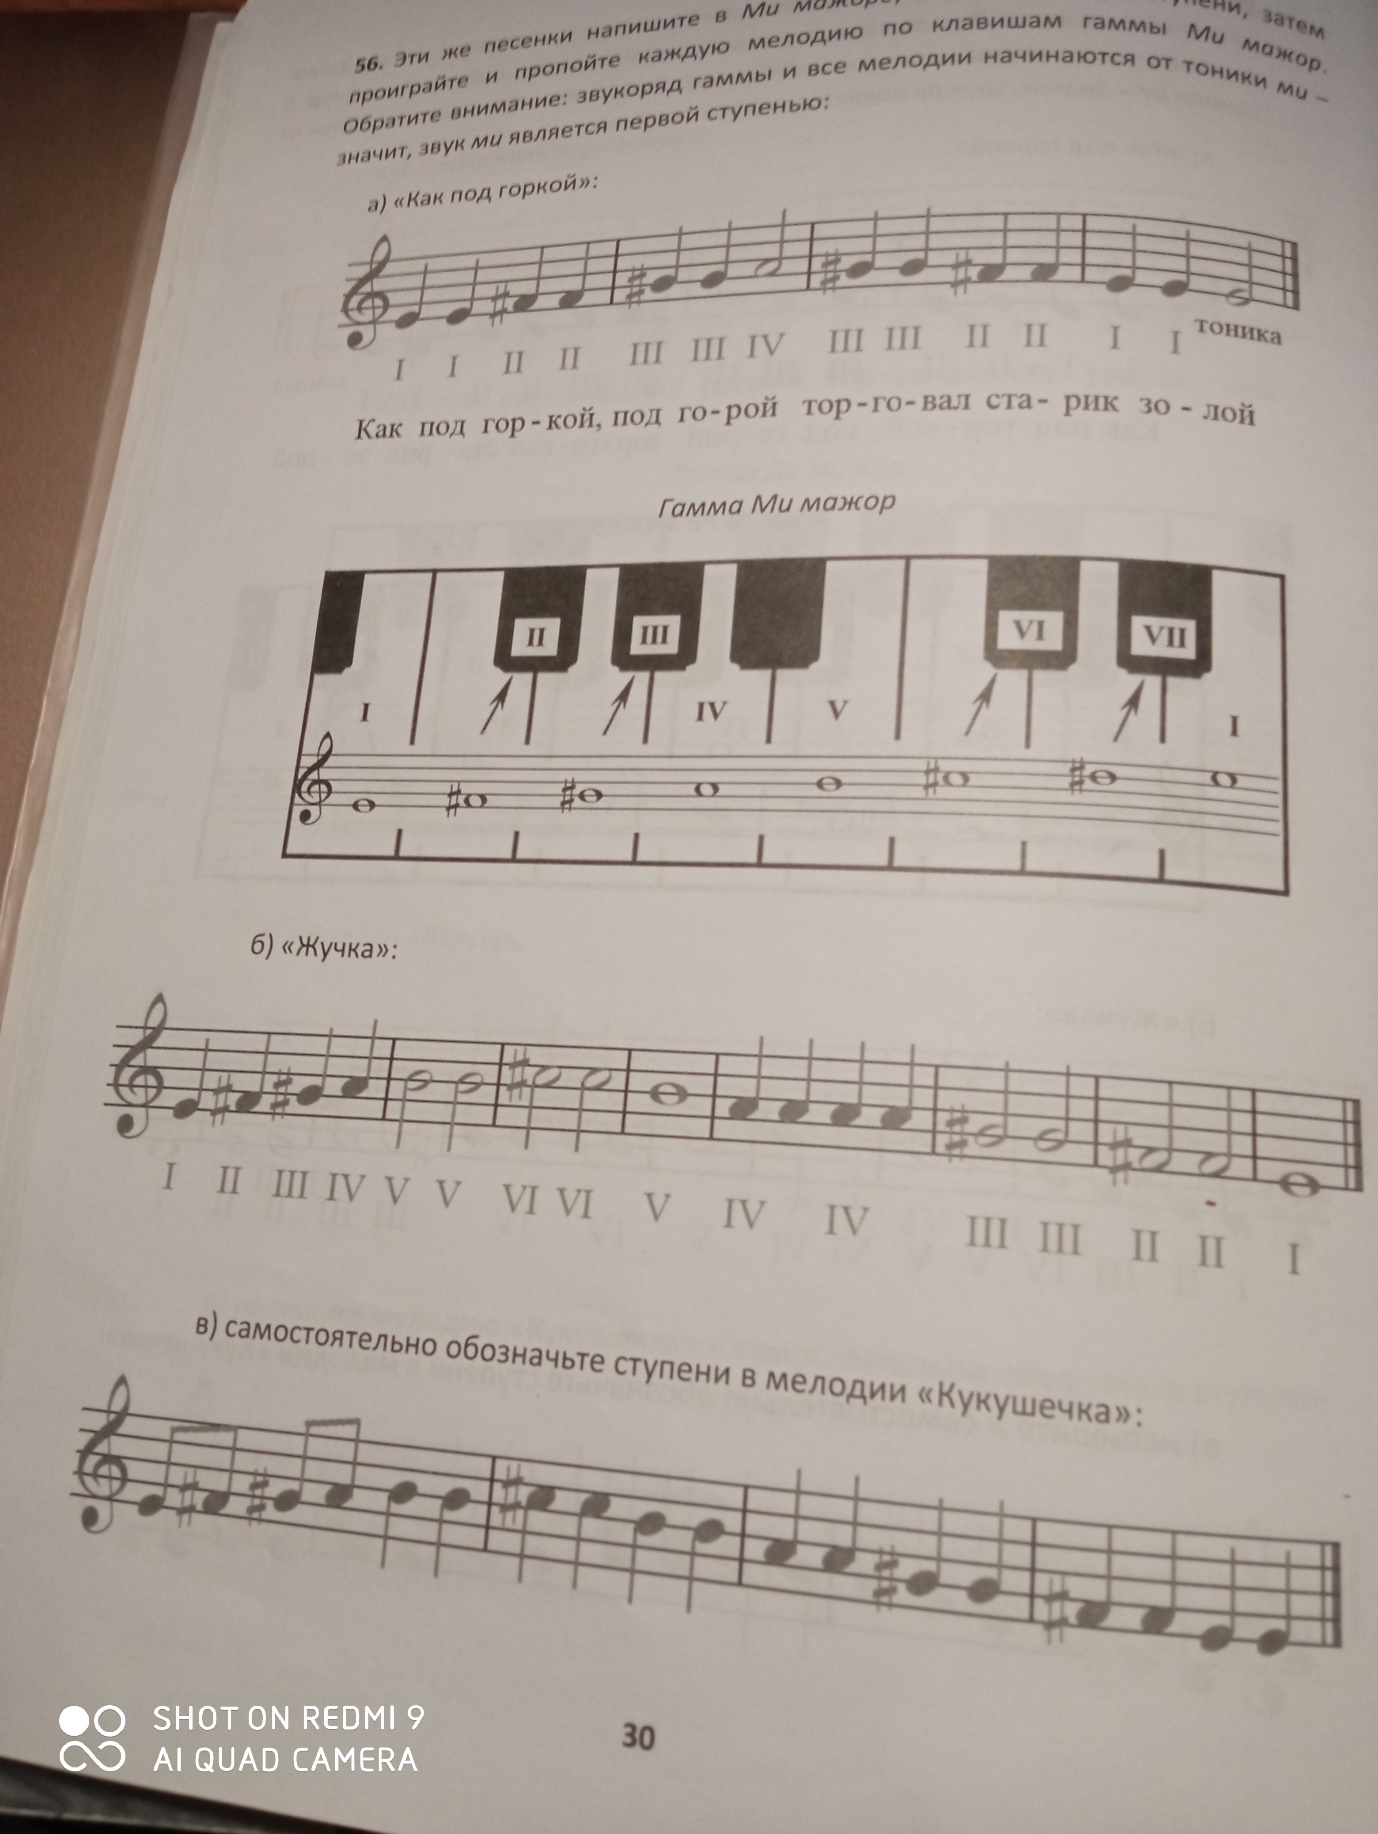 56. Эти же песенки напишите в Ми затем
проиграйте и пропойте каждую мелодию по клавишам гаммы Ми мажор.
Обратите внимание: звукоряд гаммы и все мелодии начинаются от тоники ми –
значит, звук ми является первой ступенью:
а) «Как под горкой»:
I I II II III III IV III III II II I I тоника
Как под гор - кой, под го - рой тор - го - вал ста - рик зо - лой
Гамма Ми мажор
II III VI VII
I IV V I
б) «Жучка»:
I II III IV V V VI VI V IV IV III III II II I
в) самостоятельно обозначьте ступени в мелодии «Кукушечка»:
30
SHOT ON REDMI 9
AI QUAD CAMERA